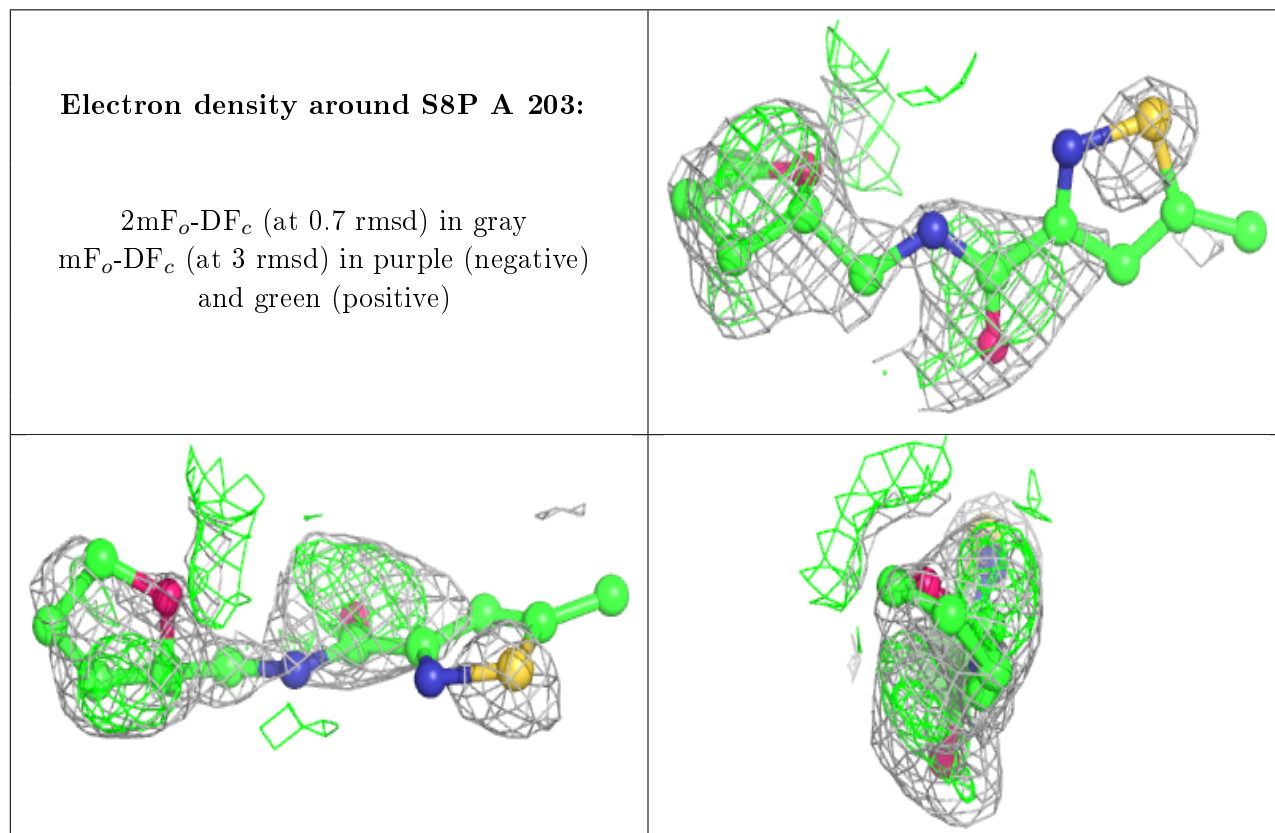 Electron density around S8P A 203:
2mFₒ-DF𝒸 (at 0.7 rmsd) in gray
mFₒ-DF𝒸 (at 3 rmsd) in purple (negative)
and green (positive)